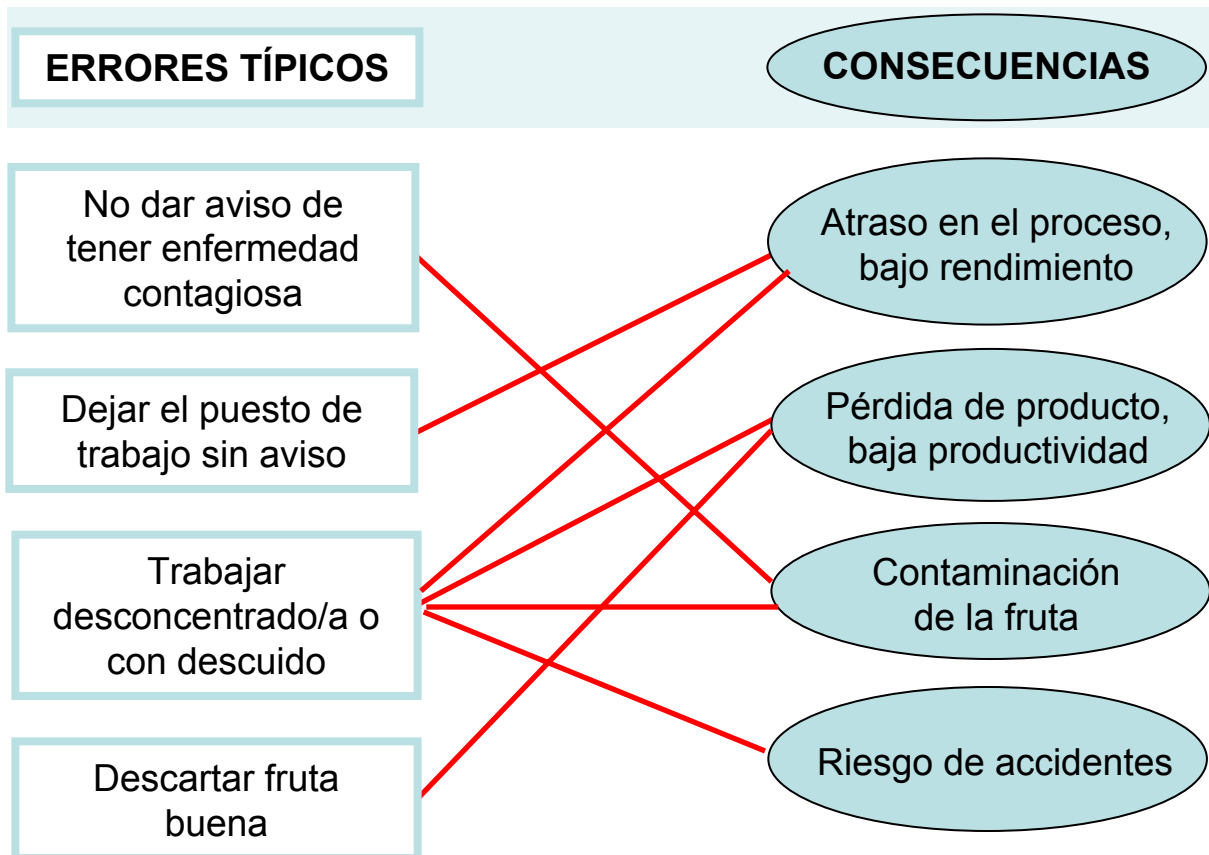 ERRORES TÍPICOS
CONSECUENCIAS
No dar aviso de
tener enfermedad
contagiosa
Atraso en el proceso,
bajo rendimiento
Dejar el puesto de
trabajo sin aviso
Pérdida de producto,
baja productividad
Trabajar
desconcentrado/a o
con descuido
Contaminación
de la fruta
Descartar fruta
buena
Riesgo de accidentes